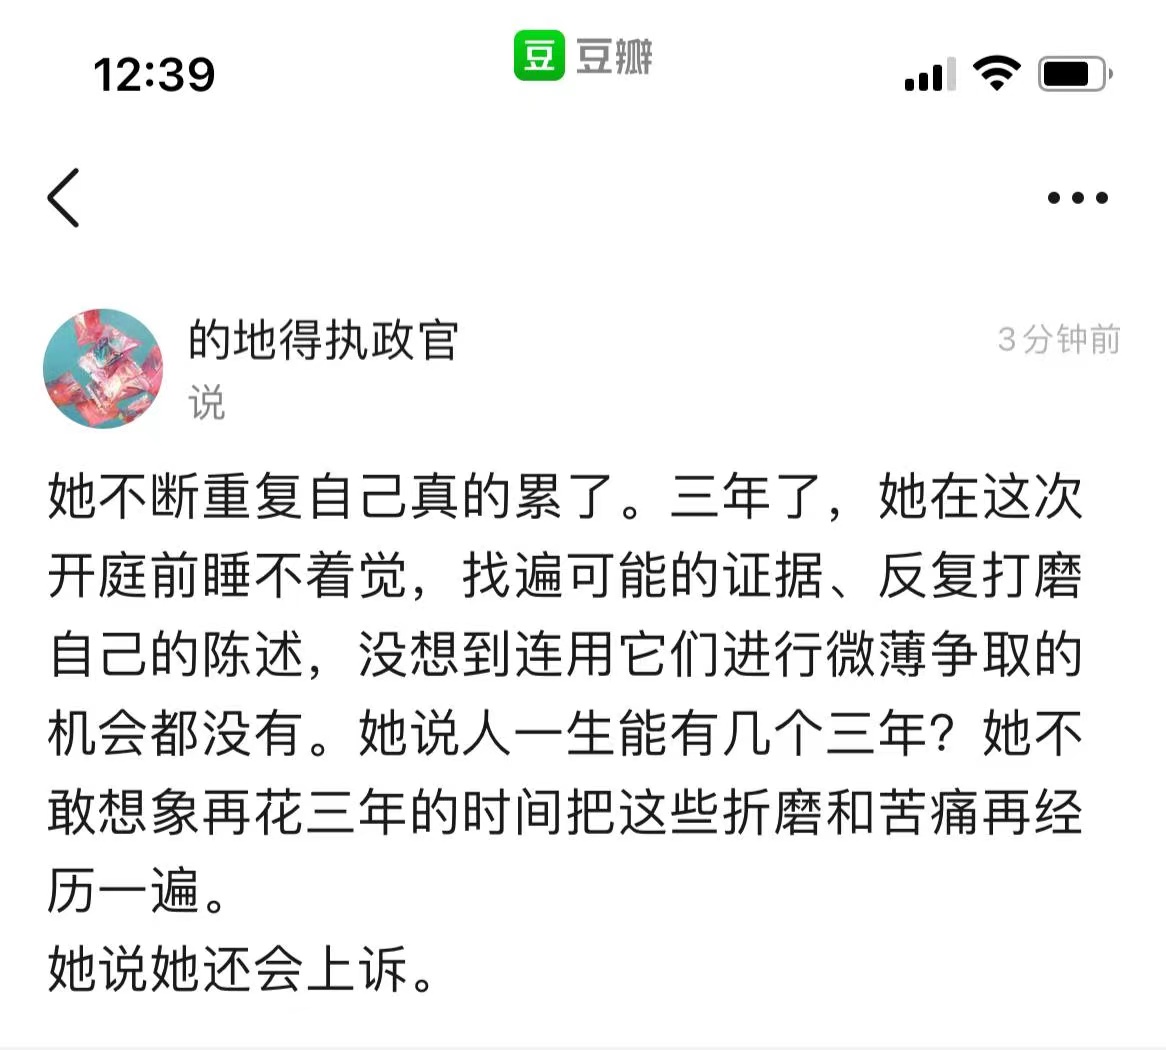 12:39
豆 豆瓣
的地得执政官
3分钟前
说
她不断重复自己真的累了。三年了，她在这次
开庭前睡不着觉，找遍可能的证据、反复打磨
自己的陈述，没想到连用它们进行微薄争取的
机会都没有。她说人一生能有几个三年？她不
敢想象再花三年的时间把这些折磨和苦痛再经
历一遍。
她说她还会上诉。